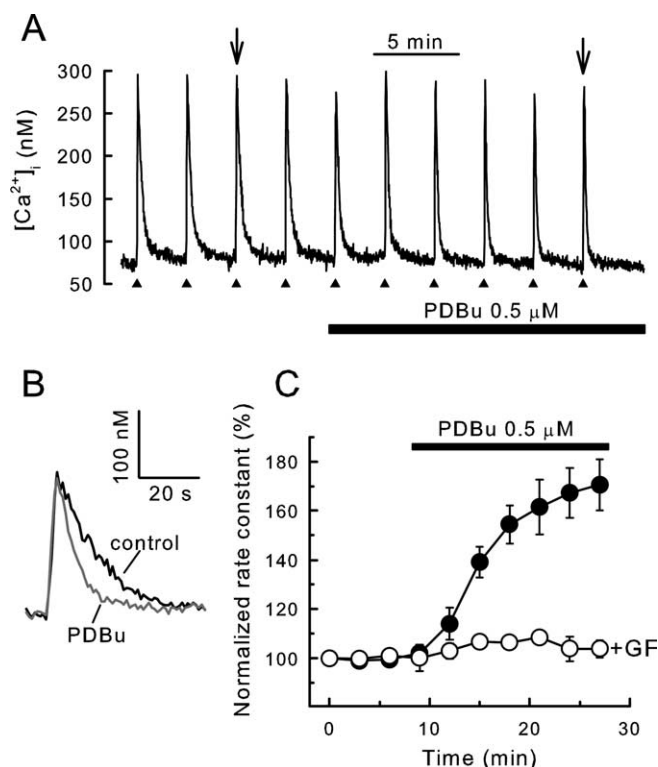 A
5 min
[Ca²⁺]ᵢ (nM)
300
250
200
150
100
50
PDBu 0.5 μM
B
100 nM
20 s
control
PDBu
C
PDBu 0.5 μM
Normalized rate constant (%)
180
160
140
120
100
+GF
0
10
20
30
Time (min)